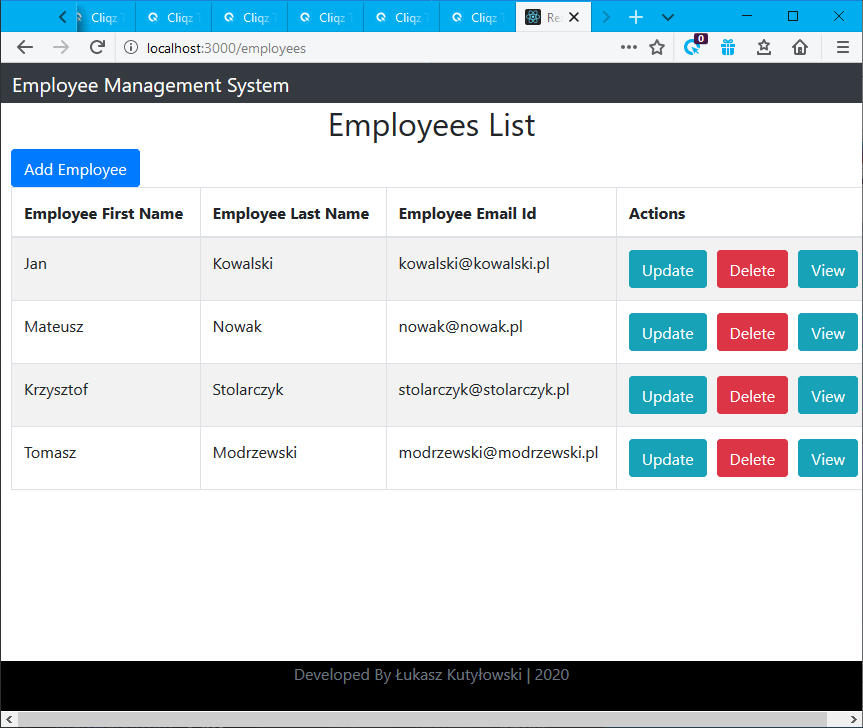 Cliqz Cliqz Cliqz Cliqz Cliqz Cliqz Re
localhost:3000/employees 0
Employee Management System
Employees List
Add Employee
Employee First Name Employee Last Name Employee Email Id Actions
Jan Kowalski kowalski@kowalski.pl Update Delete View
Mateusz Nowak nowak@nowak.pl Update Delete View
Krzysztof Stolarczyk stolarczyk@stolarczyk.pl Update Delete View
Tomasz Modrzewski modrzewski@modrzewski.pl Update Delete View
Developed By Łukasz Kutyłowski | 2020